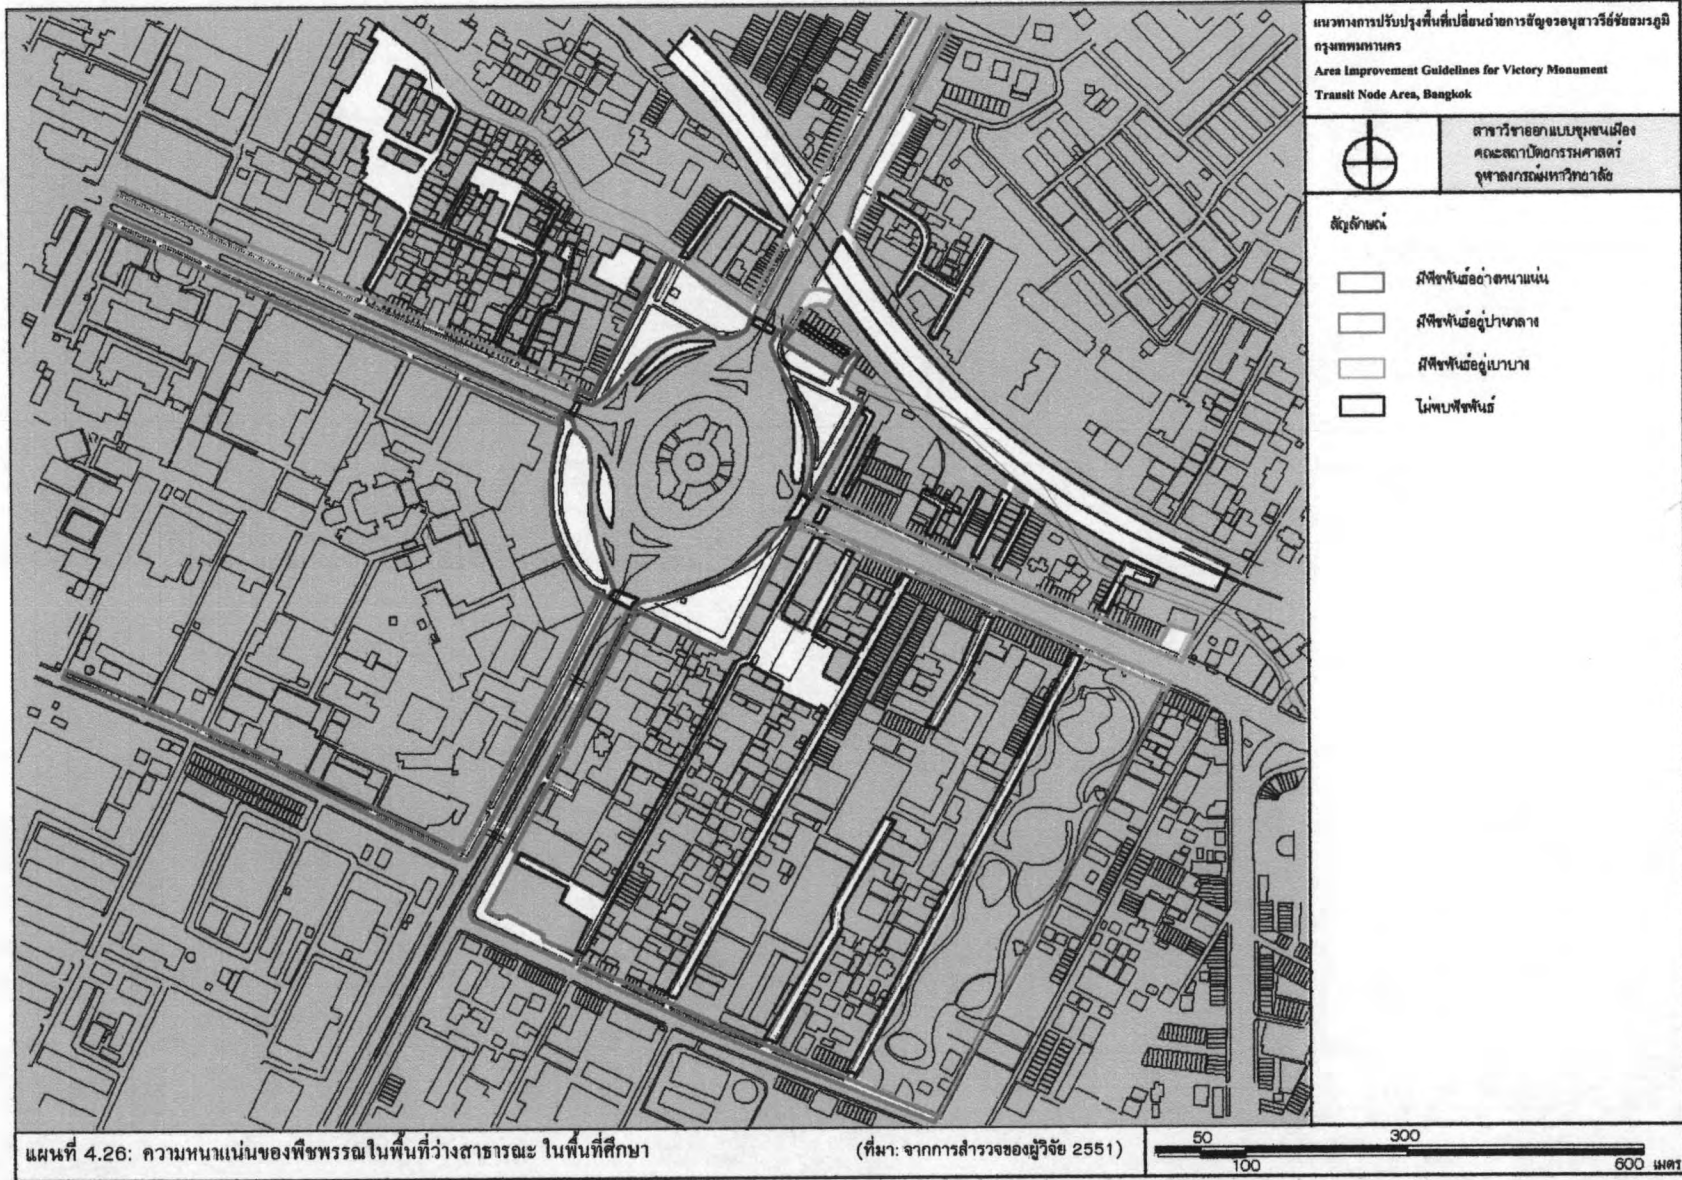 แนวทางการปรับปรุงพื้นที่เปลี่ยนถ่ายการสัญจรอนุสาวรีย์ชัยสมรภูมิ
กรุงเทพมหานคร
Area Improvement Guidelines for Victory Monument
Transit Node Area, Bangkok
สาขาวิชาออกแบบชุมชนเมือง
คณะสถาปัตยกรรมศาสตร์
จุฬาลงกรณ์มหาวิทยาลัย
สัญลักษณ์
มีพืชพันธ์อย่างหนาแน่น
มีพืชพันธ์อยู่ปานกลาง
มีพืชพันธ์อยู่เบาบาง
ไม่พบพืชพันธ์
แผนที่ 4.26: ความหนาแน่นของพืชพรรณในพื้นที่ว่างสาธารณะ ในพื้นที่ศึกษา
(ที่มา: จากการสำรวจของผู้วิจัย 2551)
50 300
100 600 เมตร